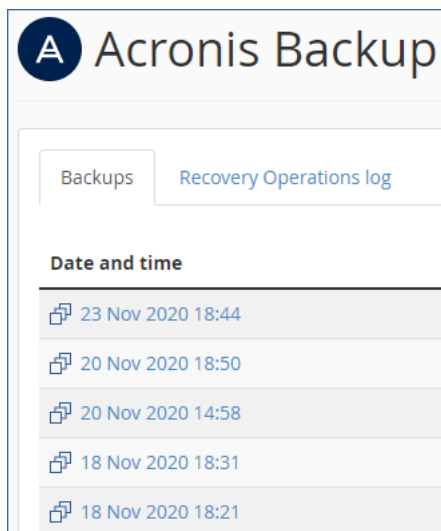 A Acronis Backup
Backups Recovery Operations log
Date and time
23 Nov 2020 18:44
20 Nov 2020 18:50
20 Nov 2020 14:58
18 Nov 2020 18:31
18 Nov 2020 18:21